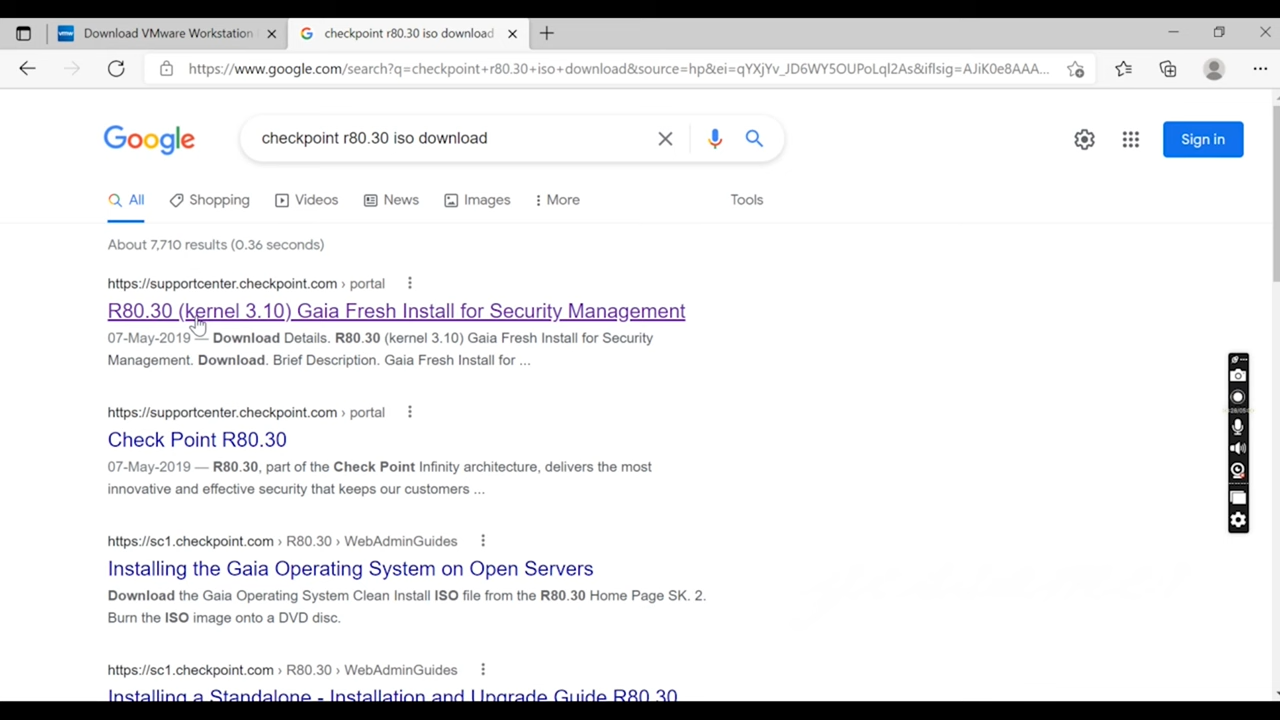 Download VMware Workstation
checkpoint r80.30 iso download
https://www.google.com/search?q=checkpoint+r80.30+iso+download&source=hp&ei=qYXjYv_JD6WY5OUPoLql2As&iflsig=AJiK0e8AAA...
Google
checkpoint r80.30 iso download
Sign in
All
Shopping
Videos
News
Images
More
Tools
About 7,710 results (0.36 seconds)
https://supportcenter.checkpoint.com › portal
R80.30 (kernel 3.10) Gaia Fresh Install for Security Management
07-May-2019 — Download Details. R80.30 (kernel 3.10) Gaia Fresh Install for Security
Management. Download. Brief Description. Gaia Fresh Install for ...
https://supportcenter.checkpoint.com › portal
Check Point R80.30
07-May-2019 — R80.30, part of the Check Point Infinity architecture, delivers the most
innovative and effective security that keeps our customers ...
https://sc1.checkpoint.com › R80.30 › WebAdminGuides
Installing the Gaia Operating System on Open Servers
Download the Gaia Operating System Clean Install ISO file from the R80.30 Home Page SK. 2.
Burn the ISO image onto a DVD disc.
https://sc1.checkpoint.com › R80.30 › WebAdminGuides
Installing a Standalone - Installation and Upgrade Guide R80.30